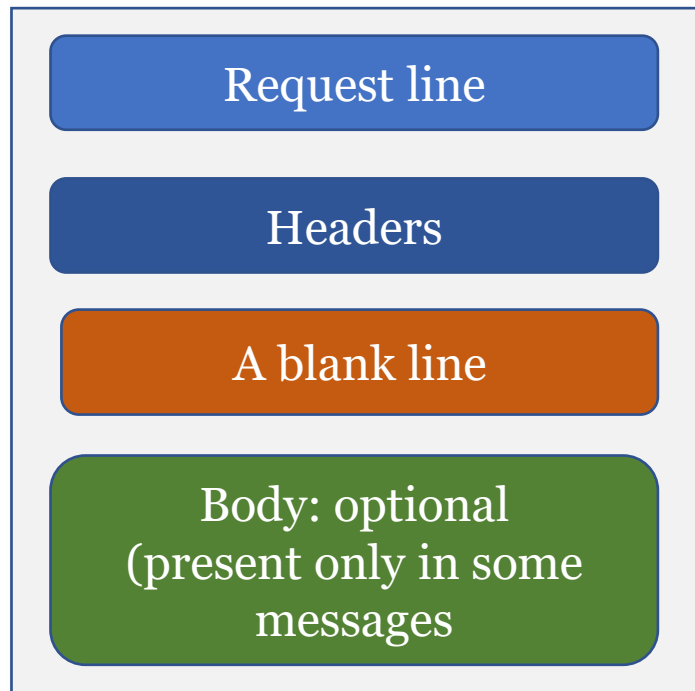 Request line
Headers
A blank line
Body: optional
(present only in some
messages